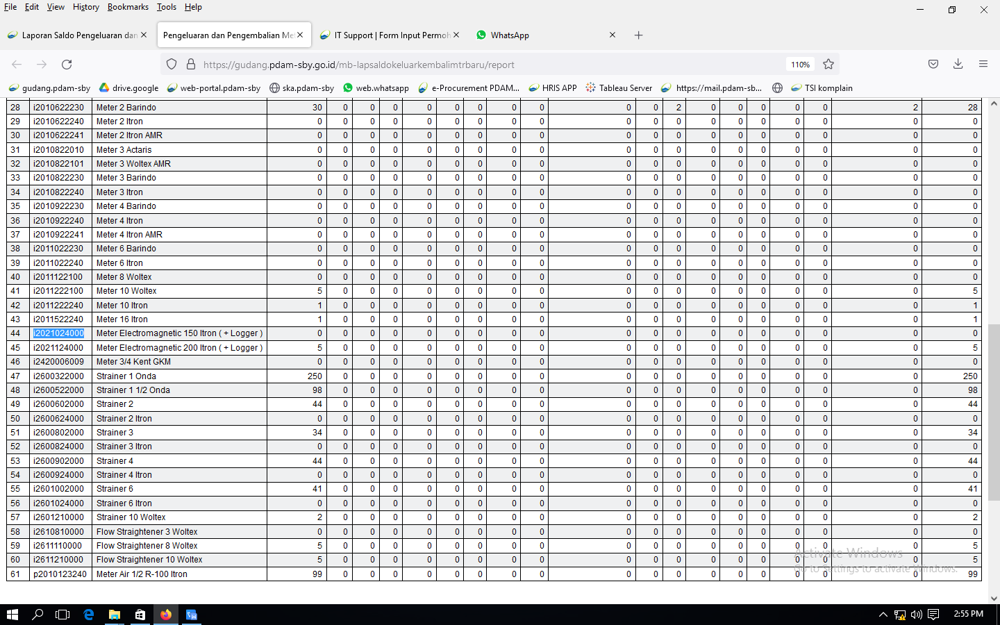 File Edit View History Bookmarks Tools Help
Laporan Saldo Pengeluaran dan
Pengeluaran dan Pengembalian Me
IT Support | Form Input Permoh
WhatsApp
https://gudang.pdam-sby.go.id/mb-lapsaldokeluarkembalimtrbaru/report 110%
gudang.pdam-sby drive.google web-portal.pdam-sby ska.pdam-sby web.whatsapp e-Procurement PDAM... HRIS APP Tableau Server https://mail.pdam-sb... TSI komplain
28 i2010622230 Meter 2 Barindo 30 0 0 0 0 0 0 0 0 0 0 2 0 0 0 0 0 2 28
29 i2010622240 Meter 2 Itron 0 0 0 0 0 0 0 0 0 0 0 0 0 0 0 0 0 0 0
30 i2010622241 Meter 2 Itron AMR 0 0 0 0 0 0 0 0 0 0 0 0 0 0 0 0 0 0 0
31 i2010822010 Meter 3 Actaris 0 0 0 0 0 0 0 0 0 0 0 0 0 0 0 0 0 0 0
32 i2010822101 Meter 3 Woltex AMR 0 0 0 0 0 0 0 0 0 0 0 0 0 0 0 0 0 0 0
33 i2010822230 Meter 3 Barindo 0 0 0 0 0 0 0 0 0 0 0 0 0 0 0 0 0 0 0
34 i2010822240 Meter 3 Itron 0 0 0 0 0 0 0 0 0 0 0 0 0 0 0 0 0 0 0
35 i2010922230 Meter 4 Barindo 0 0 0 0 0 0 0 0 0 0 0 0 0 0 0 0 0 0 0
36 i2010922240 Meter 4 Itron 0 0 0 0 0 0 0 0 0 0 0 0 0 0 0 0 0 0 0
37 i2010922241 Meter 4 Itron AMR 0 0 0 0 0 0 0 0 0 0 0 0 0 0 0 0 0 0 0
38 i2011022230 Meter 6 Barindo 0 0 0 0 0 0 0 0 0 0 0 0 0 0 0 0 0 0 0
39 i2011022240 Meter 6 Itron 0 0 0 0 0 0 0 0 0 0 0 0 0 0 0 0 0 0 0
40 i2011122100 Meter 8 Woltex 0 0 0 0 0 0 0 0 0 0 0 0 0 0 0 0 0 0 0
41 i2011222100 Meter 10 Woltex 5 0 0 0 0 0 0 0 0 0 0 0 0 0 0 0 0 0 5
42 i2011222240 Meter 10 Itron 1 0 0 0 0 0 0 0 0 0 0 0 0 0 0 0 0 0 1
43 i2011522240 Meter 16 Itron 1 0 0 0 0 0 0 0 0 0 0 0 0 0 0 0 0 0 1
44 i2021024000 Meter Electromagnetic 150 Itron ( + Logger ) 0 0 0 0 0 0 0 0 0 0 0 0 0 0 0 0 0 0 0
45 i2021124000 Meter Electromagnetic 200 Itron ( + Logger ) 5 0 0 0 0 0 0 0 0 0 0 0 0 0 0 0 0 0 5
46 i2420006009 Meter 3/4 Kent GKM 0 0 0 0 0 0 0 0 0 0 0 0 0 0 0 0 0 0 0
47 i2600322000 Strainer 1 Onda 250 0 0 0 0 0 0 0 0 0 0 0 0 0 0 0 0 0 250
48 i2600522000 Strainer 1 1/2 Onda 98 0 0 0 0 0 0 0 0 0 0 0 0 0 0 0 0 0 98
49 i2600602000 Strainer 2 44 0 0 0 0 0 0 0 0 0 0 0 0 0 0 0 0 0 44
50 i2600624000 Strainer 2 Itron 0 0 0 0 0 0 0 0 0 0 0 0 0 0 0 0 0 0 0
51 i2600802000 Strainer 3 34 0 0 0 0 0 0 0 0 0 0 0 0 0 0 0 0 0 34
52 i2600824000 Strainer 3 Itron 0 0 0 0 0 0 0 0 0 0 0 0 0 0 0 0 0 0 0
53 i2600902000 Strainer 4 44 0 0 0 0 0 0 0 0 0 0 0 0 0 0 0 0 0 44
54 i2600924000 Strainer 4 Itron 0 0 0 0 0 0 0 0 0 0 0 0 0 0 0 0 0 0 0
55 i2601002000 Strainer 6 41 0 0 0 0 0 0 0 0 0 0 0 0 0 0 0 0 0 41
56 i2601024000 Strainer 6 Itron 0 0 0 0 0 0 0 0 0 0 0 0 0 0 0 0 0 0 0
57 i2601210000 Strainer 10 Woltex 2 0 0 0 0 0 0 0 0 0 0 0 0 0 0 0 0 0 2
58 i2610810000 Flow Straightener 3 Woltex 0 0 0 0 0 0 0 0 0 0 0 0 0 0 0 0 0 0 0
59 i2611110000 Flow Straightener 8 Woltex 5 0 0 0 0 0 0 0 0 0 0 0 0 0 0 0 0 0 5
60 i2611210000 Flow Straightener 10 Woltex 5 0 0 0 0 0 0 0 0 0 0 0 0 0 0 0 0 0 5
61 p2010123240 Meter Air 1/2 R-100 Itron 99 0 0 0 0 0 0 0 0 0 0 0 0 0 0 0 0 0 99
Activate Windows
Go to Settings to activate Windows.
2:55 PM